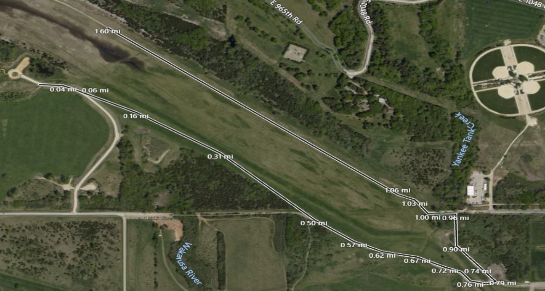 E 965th Rd
E 1048
1.60 mi
0.04 mi
0.06 mi
0.16 mi
Yankee Tank
Creek
0.31 mi
1.06 mi
1.03 mi
1.00 mi
0.96 mi
0.50 mi
0.57 mi
0.62 mi
0.67 mi
0.72 mi
0.74 mi
0.76 mi
0.79 mi
0.90 mi
Wakarusa
River